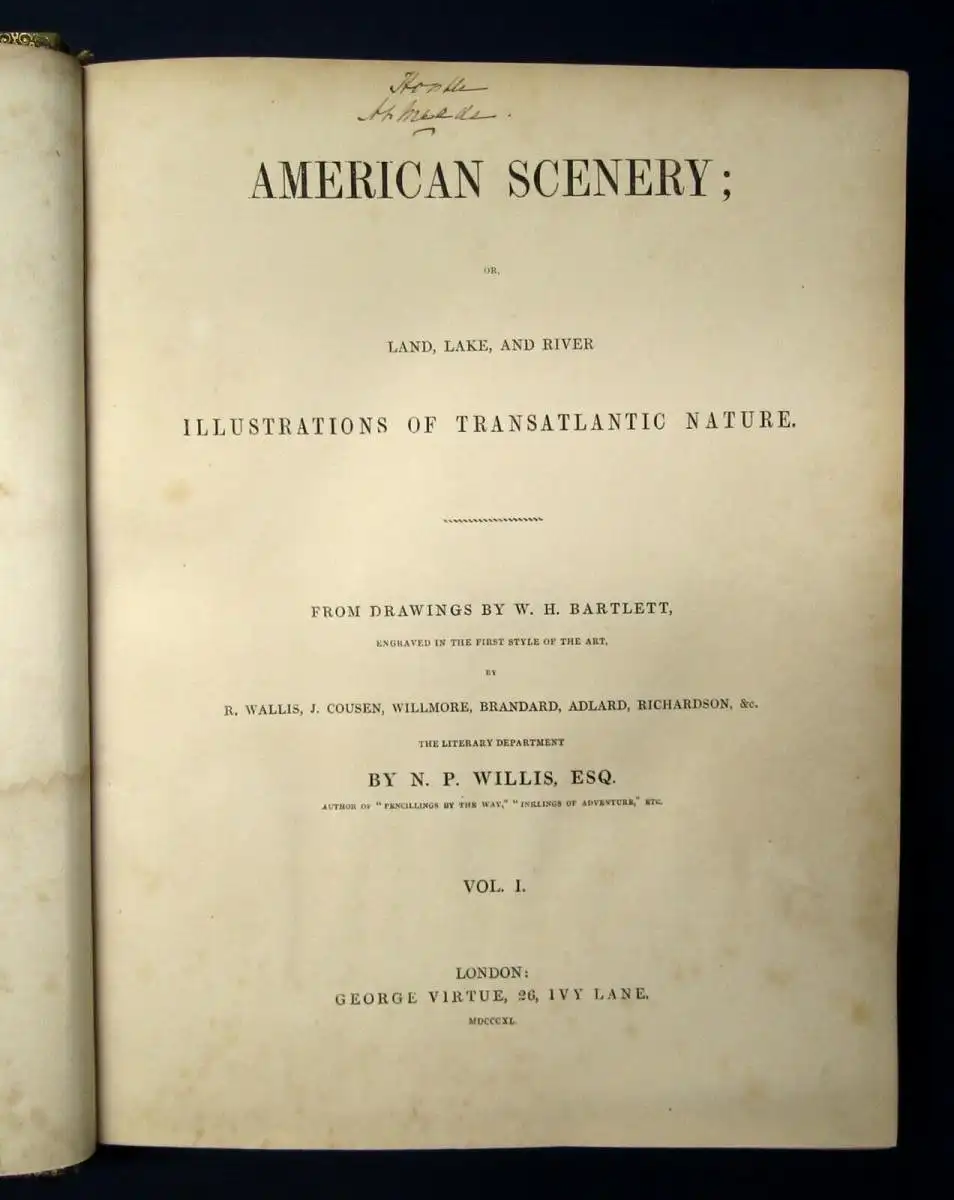 AMERICAN SCENERY;
OR,
LAND, LAKE, AND RIVER
ILLUSTRATIONS OF TRANSATLANTIC NATURE.
FROM DRAWINGS BY W. H. BARTLETT,
ENGRAVED IN THE FIRST STYLE OF THE ART,
BY
R. WALLIS, J. COUSEN, WILLMORE, BRANDARD, ADLARD, RICHARDSON, &c.
THE LITERARY DEPARTMENT
BY N. P. WILLIS, ESQ.
AUTHOR OF "PENCILLINGS BY THE WAY," "INKLINGS OF ADVENTURE," ETC.
VOL. I.
LONDON:
GEORGE VIRTUE, 26, IVY LANE.
MDCCCXL.